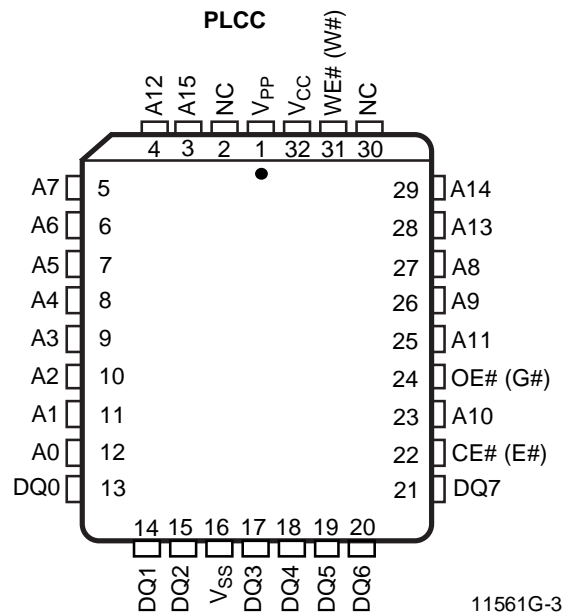 PLCC
A12 A15 NC VPP VCC WE# (W#) NC
4 3 2 1 32 31 30
A7 5 29 A14
A6 6 28 A13
A5 7 27 A8
A4 8 26 A9
A3 9 25 A11
A2 10 24 OE# (G#)
A1 11 23 A10
A0 12 22 CE# (E#)
DQ0 13 21 DQ7
14 15 16 17 18 19 20
DQ1 DQ2 VSS DQ3 DQ4 DQ5 DQ6
11561G-3